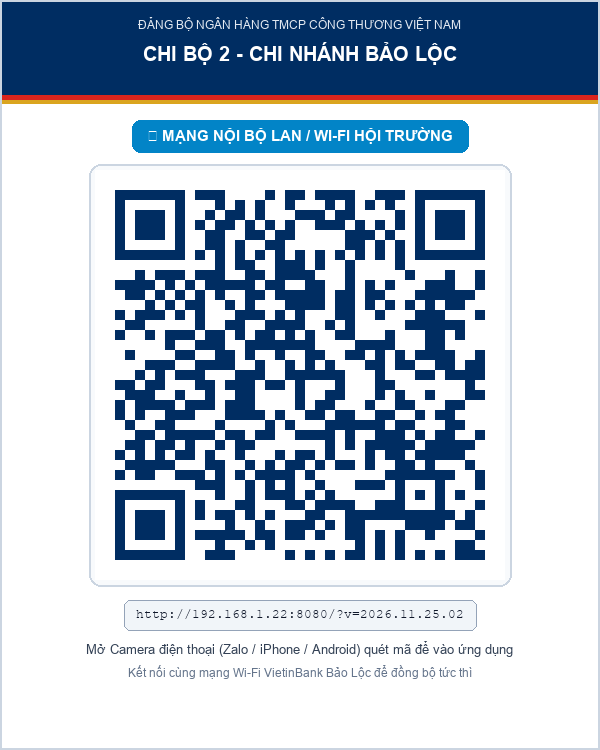 ĐẢNG BỘ NGÂN HÀNG TMCP CÔNG THƯƠNG VIỆT NAM
CHI BỘ 2 - CHI NHÁNH BẢO LỘC
MẠNG NỘI BỘ LAN / WI-FI HỘI TRƯỜNG
http://192.168.1.22:8080/?v=2026.11.25.02
Mở Camera điện thoại (Zalo / iPhone / Android) quét mã để vào ứng dụng
Kết nối cùng mạng Wi-Fi VietinBank Bảo Lộc để đồng bộ tức thì